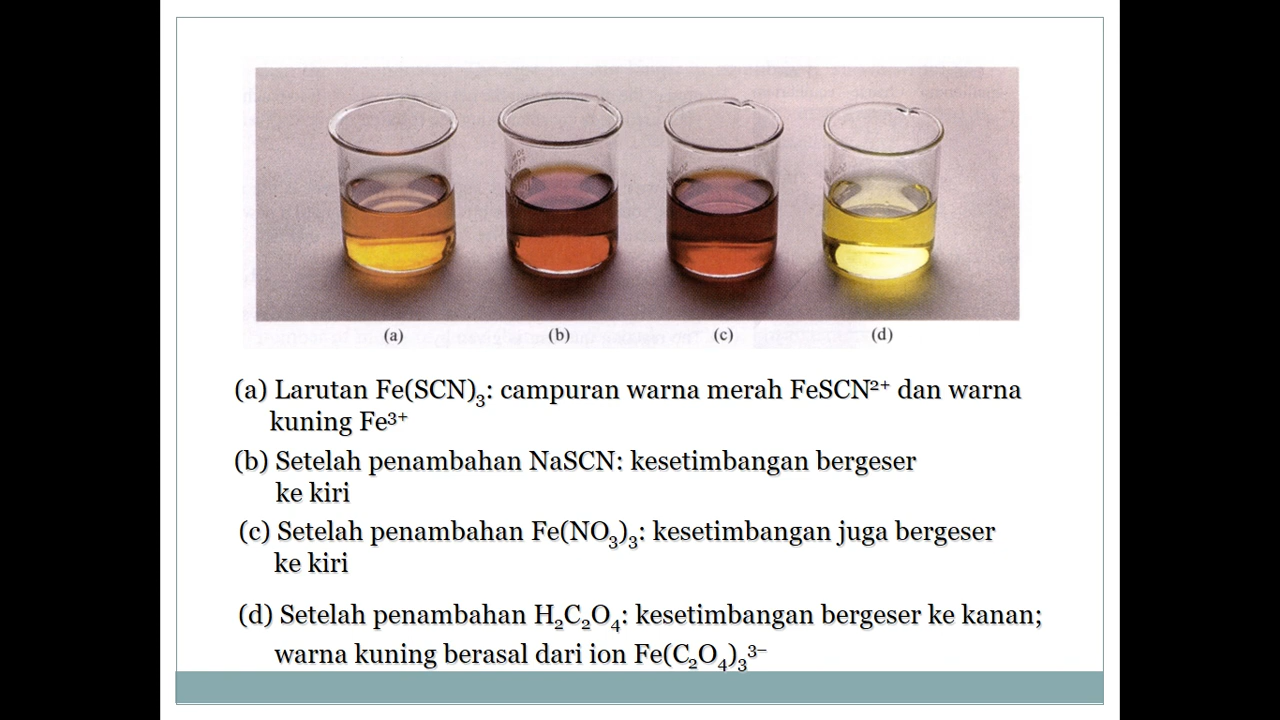 (a) (b) (c) (d)
(a) Larutan Fe(SCN)₃: campuran warna merah FeSCN²⁺ dan warna
kuning Fe³⁺
(b) Setelah penambahan NaSCN: kesetimbangan bergeser
ke kiri
(c) Setelah penambahan Fe(NO₃)₃: kesetimbangan juga bergeser
ke kiri
(d) Setelah penambahan H₂C₂O₄: kesetimbangan bergeser ke kanan;
warna kuning berasal dari ion Fe(C₂O₄)₃³⁻